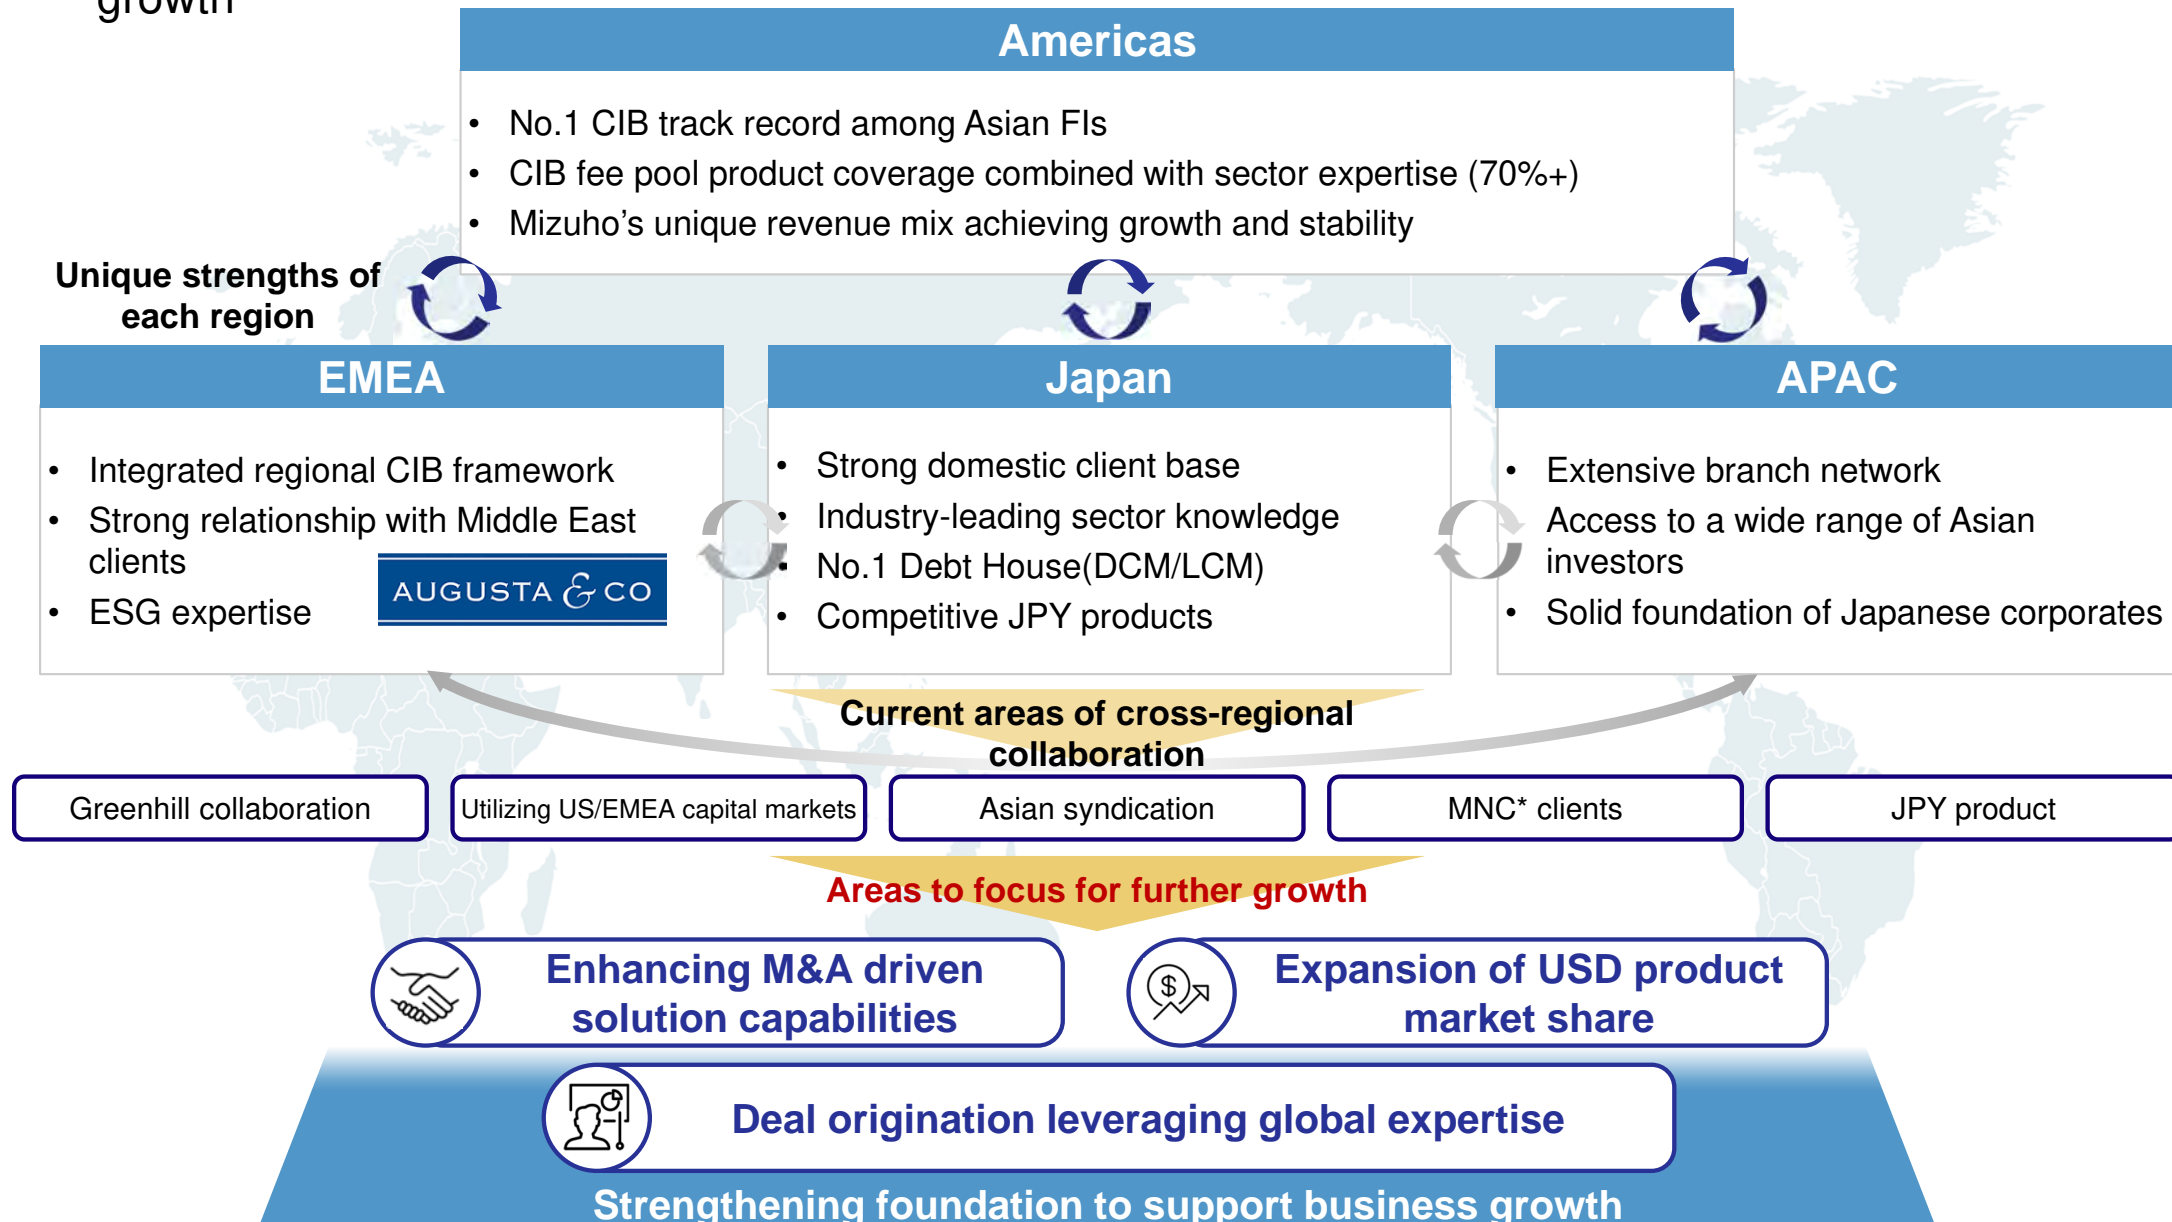 growth
Americas
• No.1 CIB track record among Asian FIs
• CIB fee pool product coverage combined with sector expertise (70%+)
• Mizuho’s unique revenue mix achieving growth and stability
Unique strengths of
each region
EMEA
• Integrated regional CIB framework
• Strong relationship with Middle East
clients
• ESG expertise
AUGUSTA & CO
Japan
• Strong domestic client base
• Industry-leading sector knowledge
• No.1 Debt House(DCM/LCM)
• Competitive JPY products
APAC
• Extensive branch network
• Access to a wide range of Asian
investors
• Solid foundation of Japanese corporates
Current areas of cross-regional
collaboration
Greenhill collaboration
Utilizing US/EMEA capital markets
Asian syndication
MNC* clients
JPY product
Areas to focus for further growth
Enhancing M&A driven
solution capabilities
$
Expansion of USD product
market share
Deal origination leveraging global expertise
Strengthening foundation to support business growth